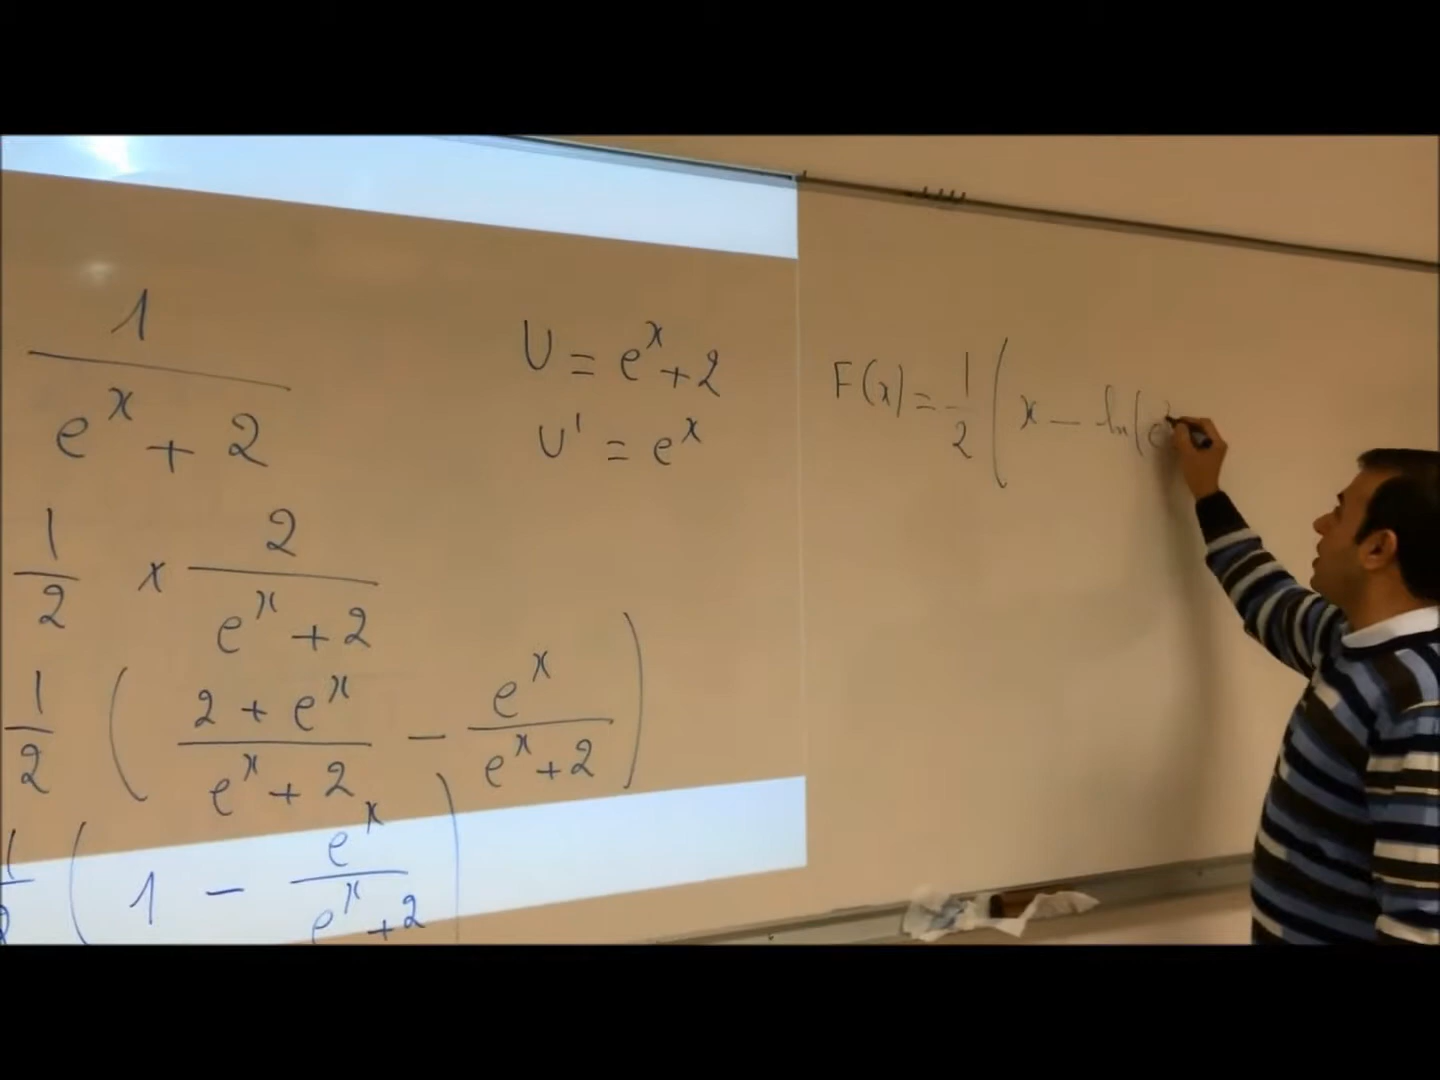 1/(e^x + 2)
1/2 × 2/(e^x + 2)
1/2 ( (2 + e^x)/(e^x + 2) − e^x/(e^x + 2) )
1/2 ( 1 − e^x/(e^x + 2) )
U = e^x + 2
U' = e^x
F(x) = 1/2 ( x − ln(e